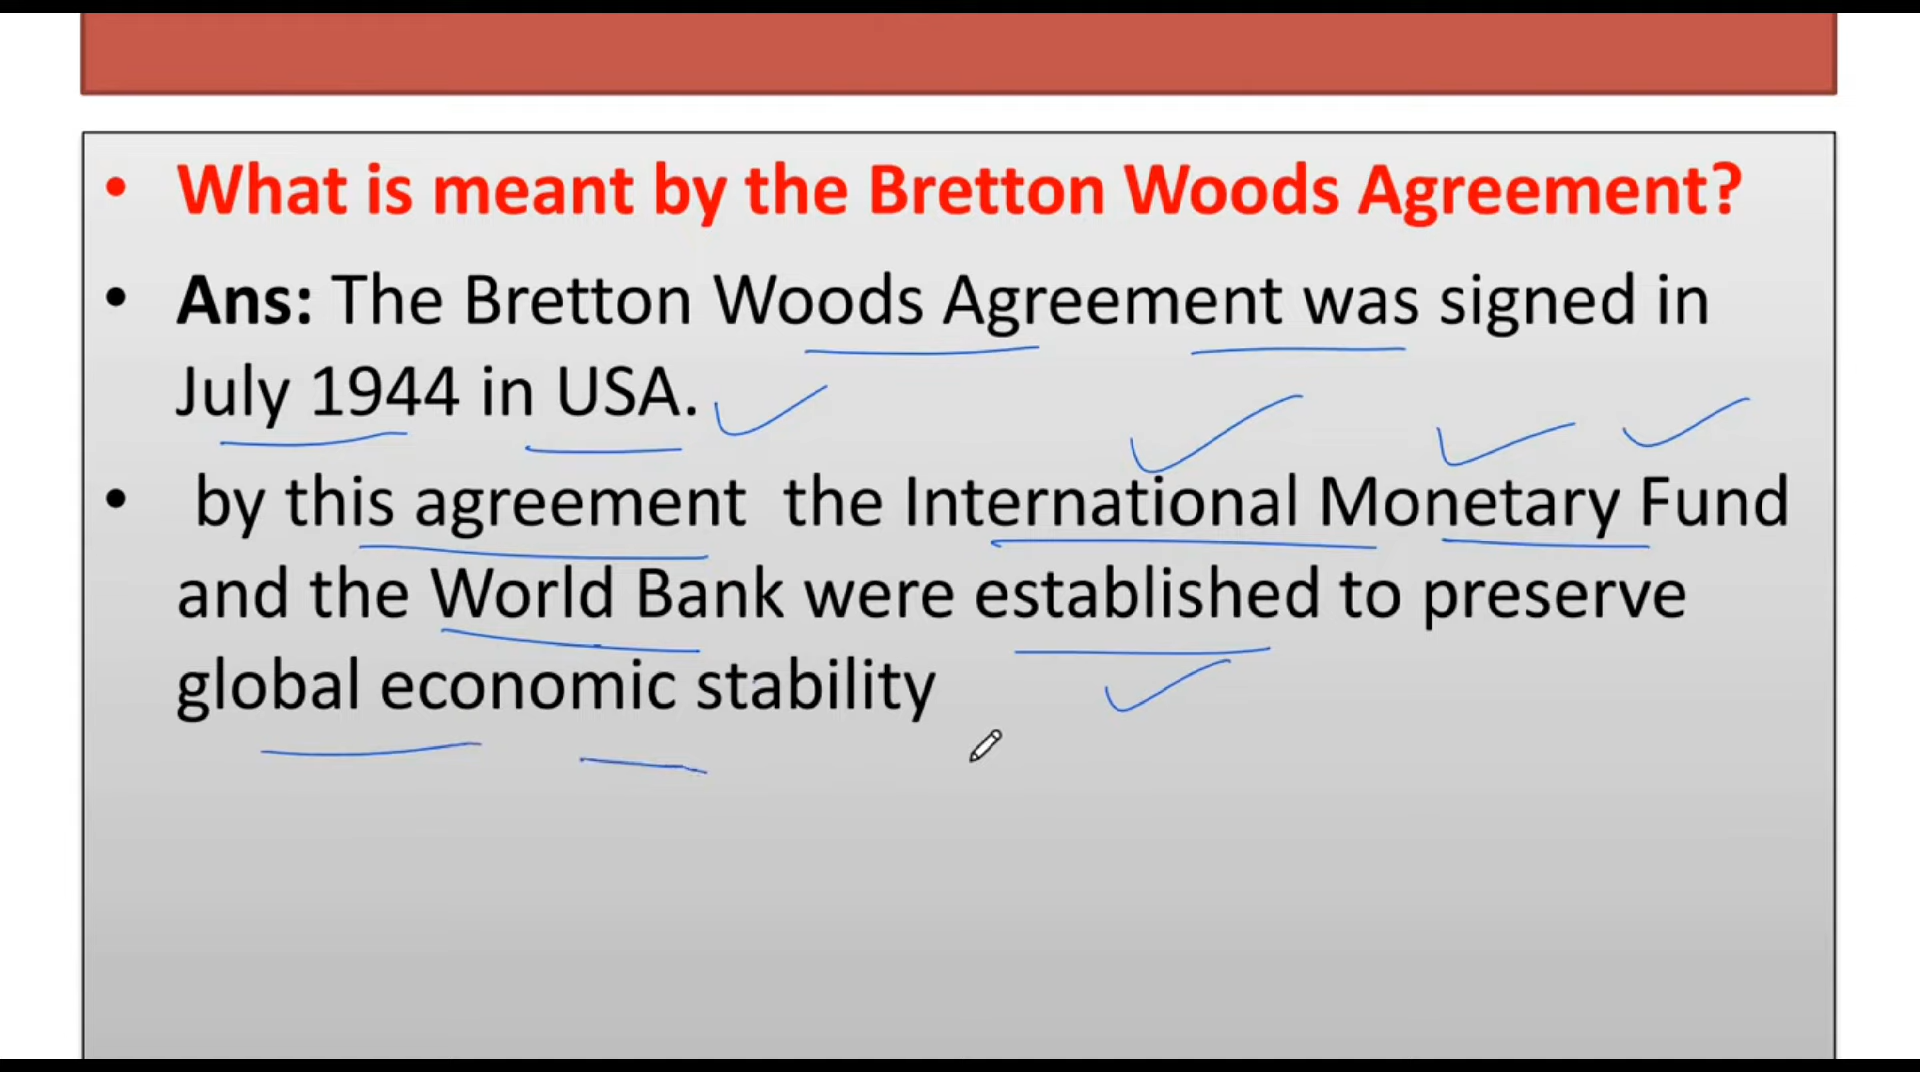 • What is meant by the Bretton Woods Agreement?
• Ans: The Bretton Woods Agreement was signed in
July 1944 in USA.
• by this agreement the International Monetary Fund
and the World Bank were established to preserve
global economic stability